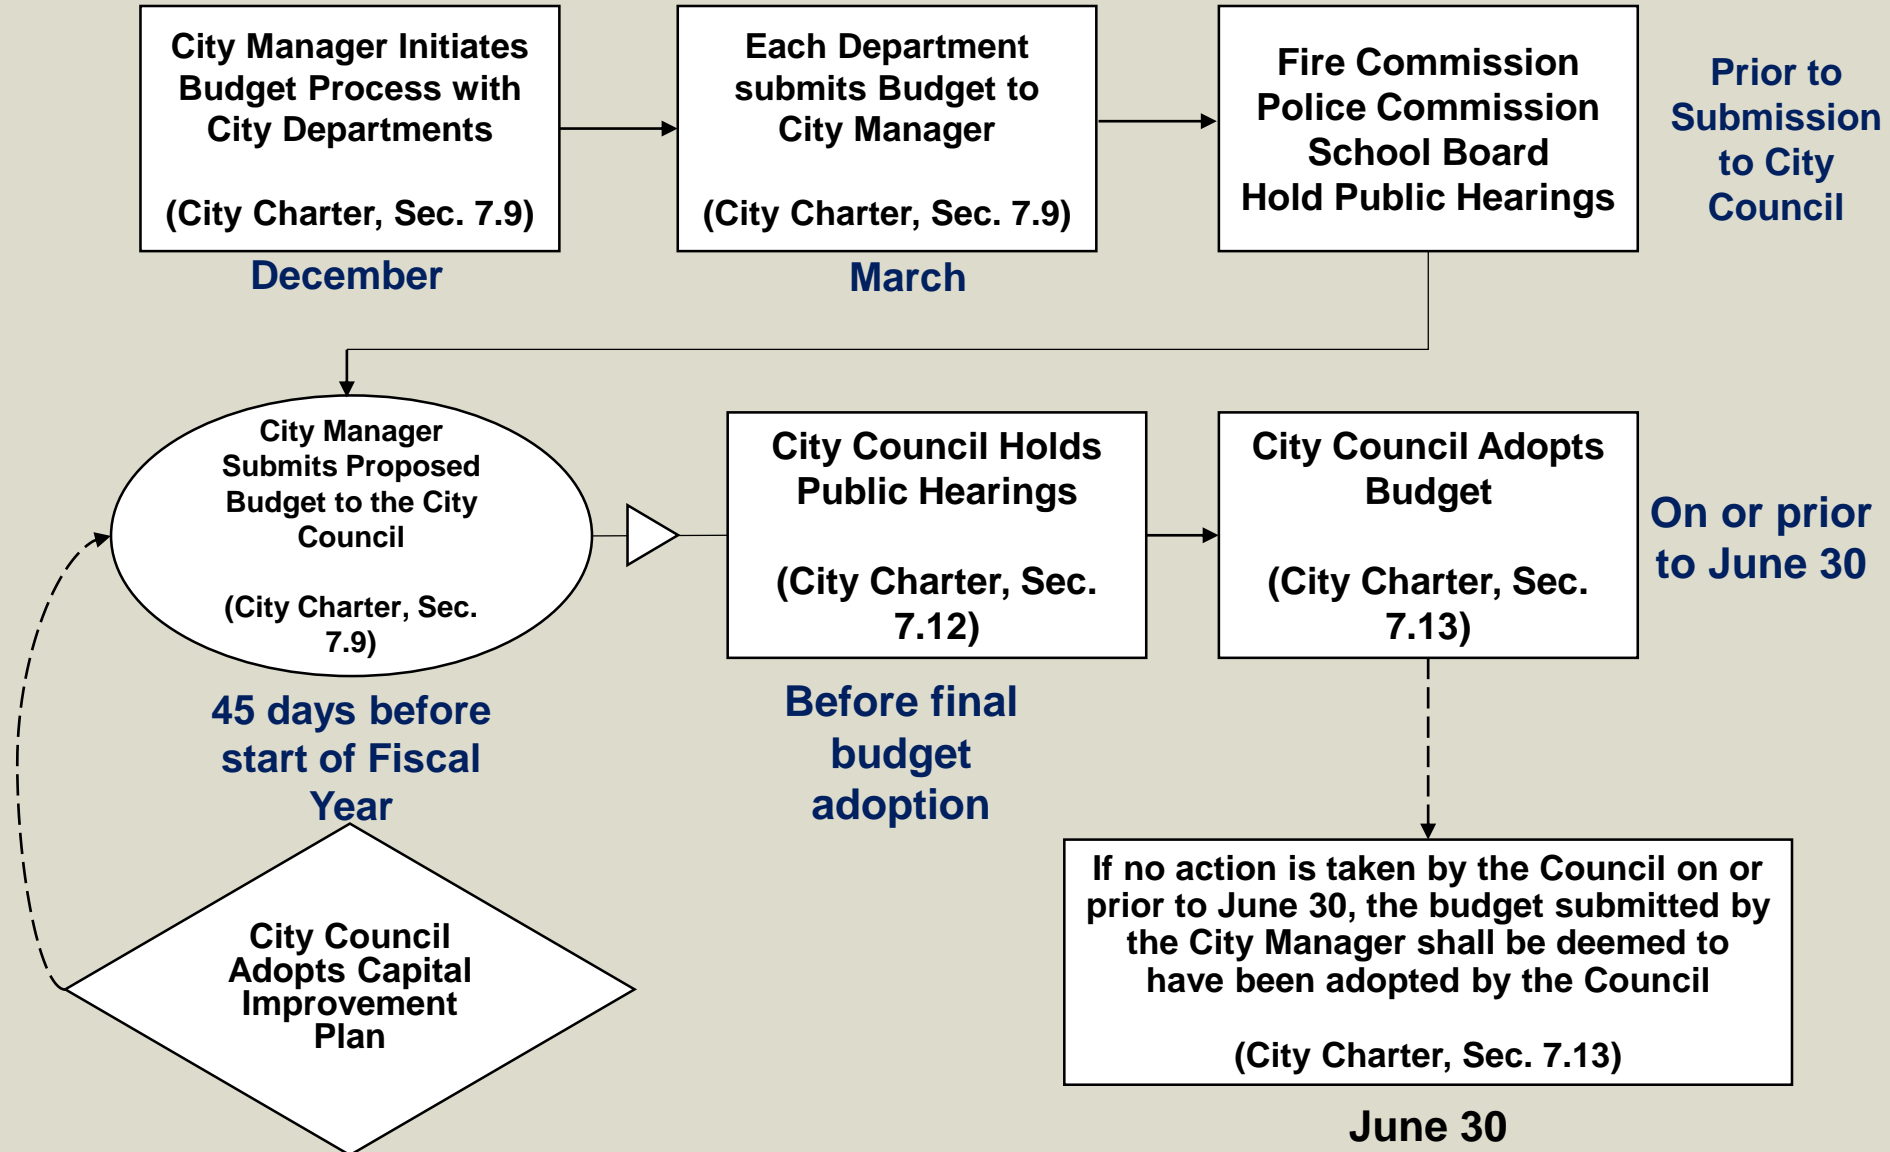 City Manager Initiates
Budget Process with
City Departments
(City Charter, Sec. 7.9)
December
Each Department
submits Budget to
City Manager
(City Charter, Sec. 7.9)
March
Fire Commission
Police Commission
School Board
Hold Public Hearings
Prior to
Submission
to City
Council
City Manager
Submits Proposed
Budget to the City
Council
(City Charter, Sec.
7.9)
45 days before
start of Fiscal
Year
City Council Holds
Public Hearings
(City Charter, Sec.
7.12)
Before final
budget
adoption
City Council Adopts
Budget
(City Charter, Sec.
7.13)
On or prior
to June 30
City Council
Adopts Capital
Improvement
Plan
If no action is taken by the Council on or
prior to June 30, the budget submitted by
the City Manager shall be deemed to
have been adopted by the Council
(City Charter, Sec. 7.13)
June 30